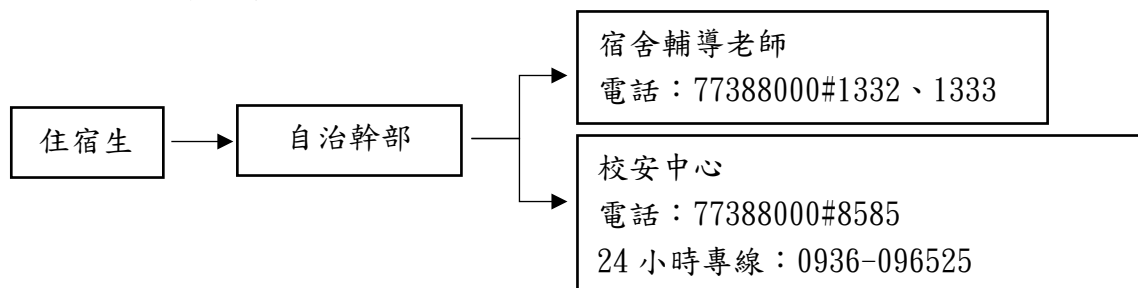 宿舍輔導老師
電話：77388000#1332、1333
住宿生
自治幹部
校安中心
電話：77388000#8585
24 小時專線：0936-096525